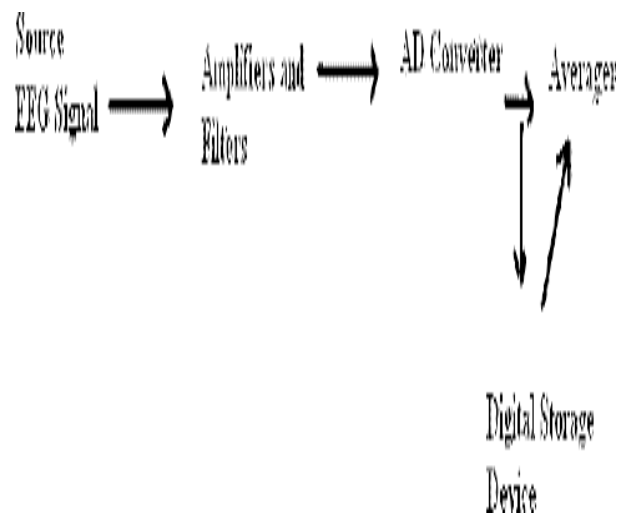 Source
EEG Signal
Amplifiers and
Filters
AD Converter
Averager
Digital Storage
Device